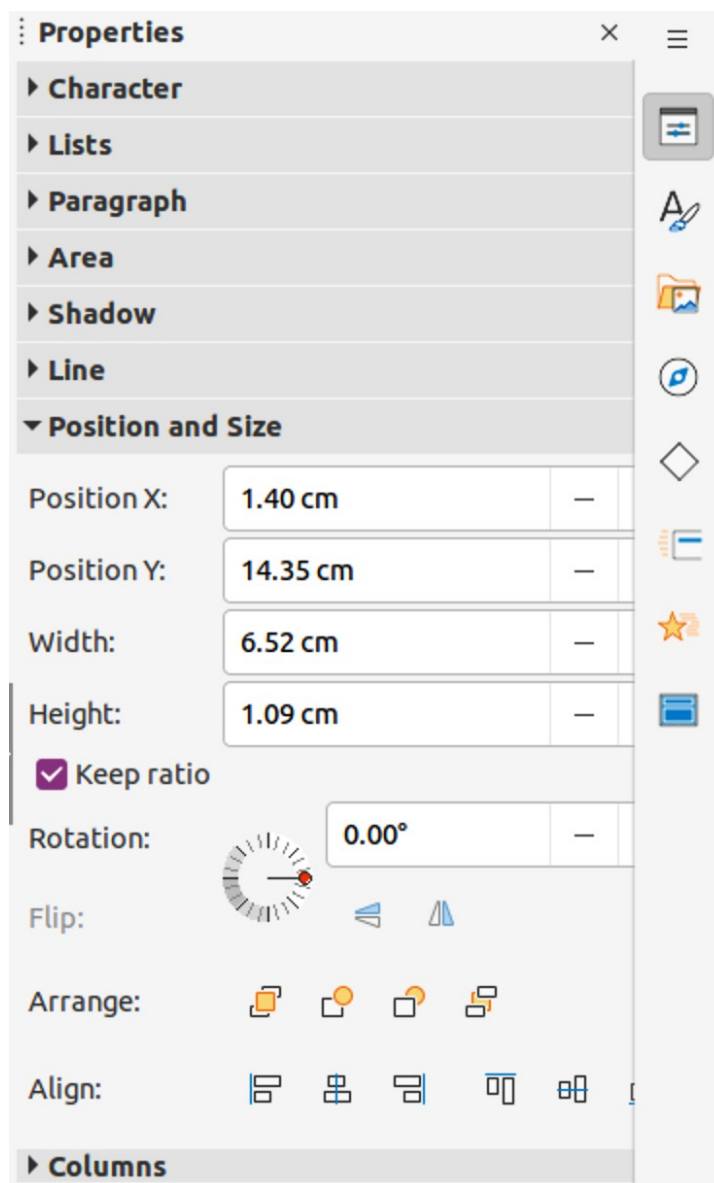 Properties
Character
Lists
Paragraph
Area
Shadow
Line
Position and Size
Position X: 1.40 cm
Position Y: 14.35 cm
Width: 6.52 cm
Height: 1.09 cm
Keep ratio
Rotation: 0.00°
Flip:
Arrange:
Align:
Columns